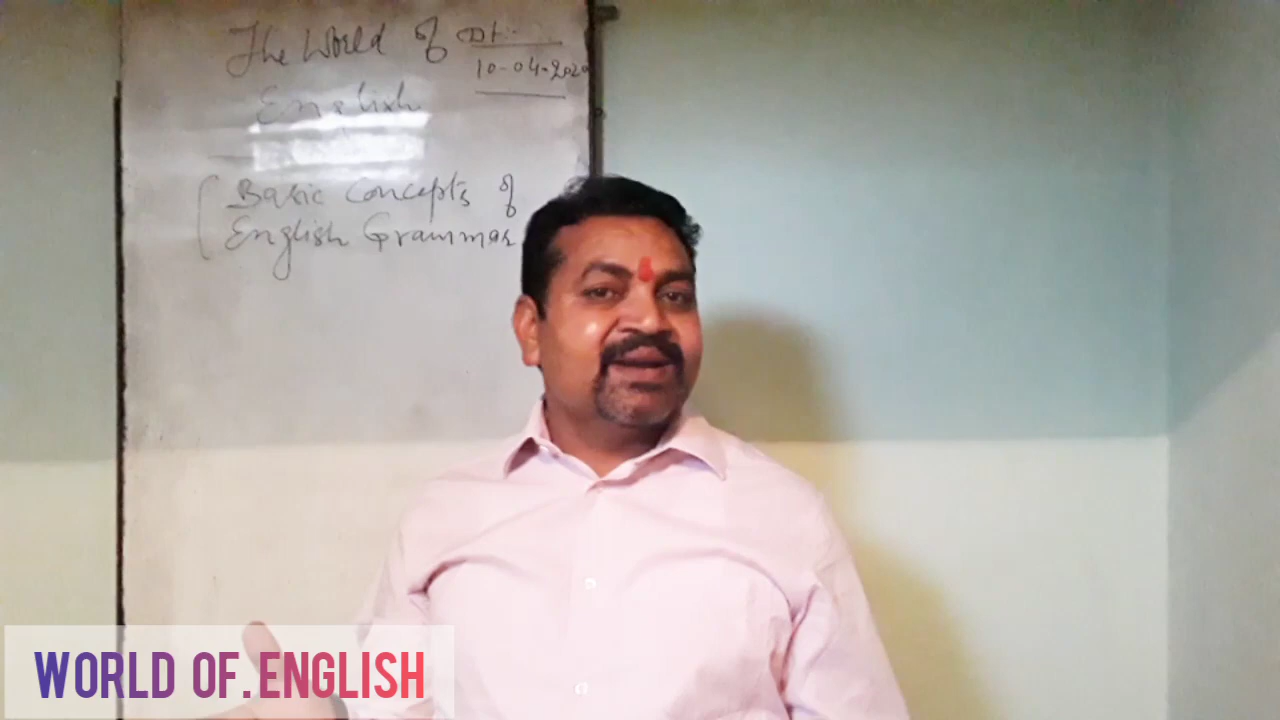 The World of
Dt:-
10-04-2020
English
Basic Concepts of
English Grammar
WORLD OF. ENGLISH